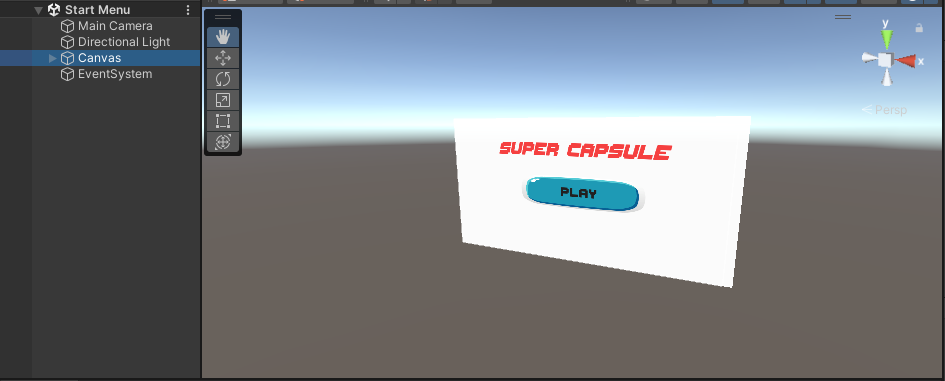 Start Menu
Main Camera
Directional Light
Canvas
EventSystem
y
x
Persp
SUPER CAPSULE
PLAY